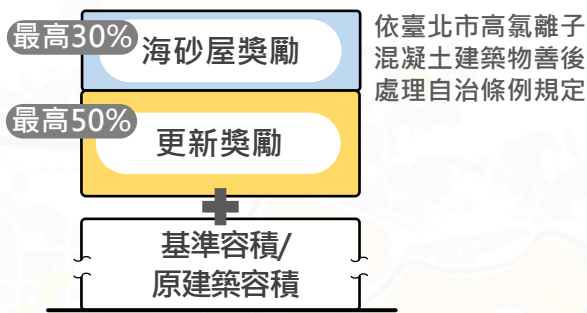 最高30%
海砂屋獎勵
依臺北市高氯離子
混凝土建築物善後
處理自治條例規定
最高50%
更新獎勵
基準容積/
原建築容積